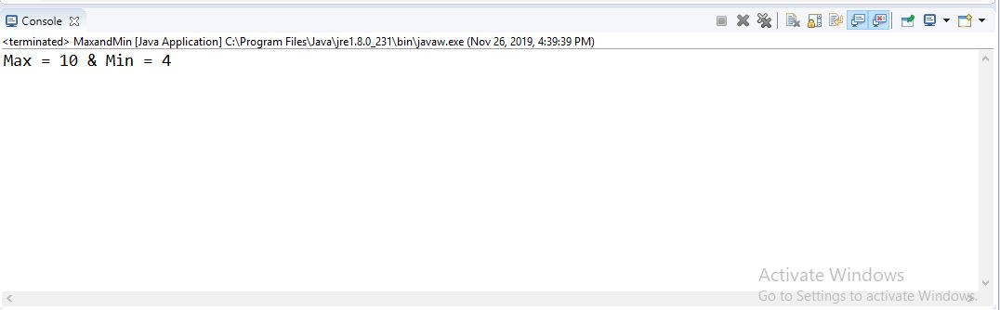 Console
<terminated> MaxandMin [Java Application] C:\Program Files\Java\jre1.8.0_231\bin\javaw.exe (Nov 26, 2019, 4:39:39 PM)
Max = 10 & Min = 4
Activate Windows
Go to Settings to activate Windows.